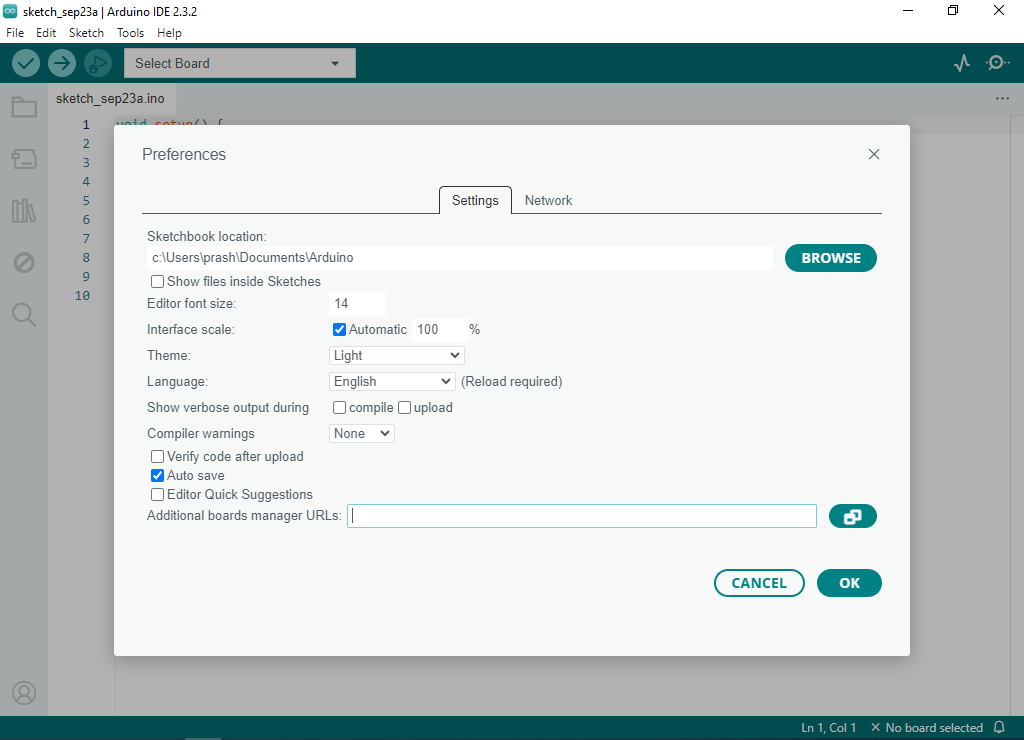 sketch_sep23a | Arduino IDE 2.3.2
File Edit Sketch Tools Help
Select Board
sketch_sep23a.ino
1 void setup() {
2
3
4
5
6
7
8
9
10
Preferences
Settings Network
Sketchbook location:
c:\Users\prash\Documents\Arduino BROWSE
Show files inside Sketches
Editor font size: 14
Interface scale: Automatic 100 %
Theme: Light
Language: English (Reload required)
Show verbose output during compile upload
Compiler warnings None
Verify code after upload
Auto save
Editor Quick Suggestions
Additional boards manager URLs:
CANCEL OK
Ln 1, Col 1 × No board selected